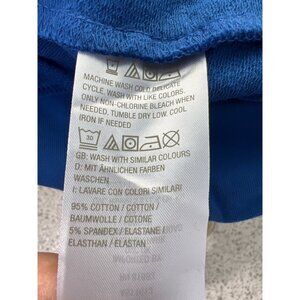 MACHINE WASH COLD, DELICATE
CYCLE. WASH WITH LIKE COLORS.
ONLY NON-CHLORINE BLEACH WHEN
NEEDED. TUMBLE DRY LOW. COOL
IRON IF NEEDED
30
GB: WASH WITH SIMILAR COLOURS
D: MIT ÄHNLICHEN FARBEN
WASCHEN
I: LAVARE CON COLORI SIMILARI
95% COTTON / COTTON /
BAUMWOLLE / COTONE
5% SPANDEX / ELASTANE /
ELASTHAN / ELASTAN